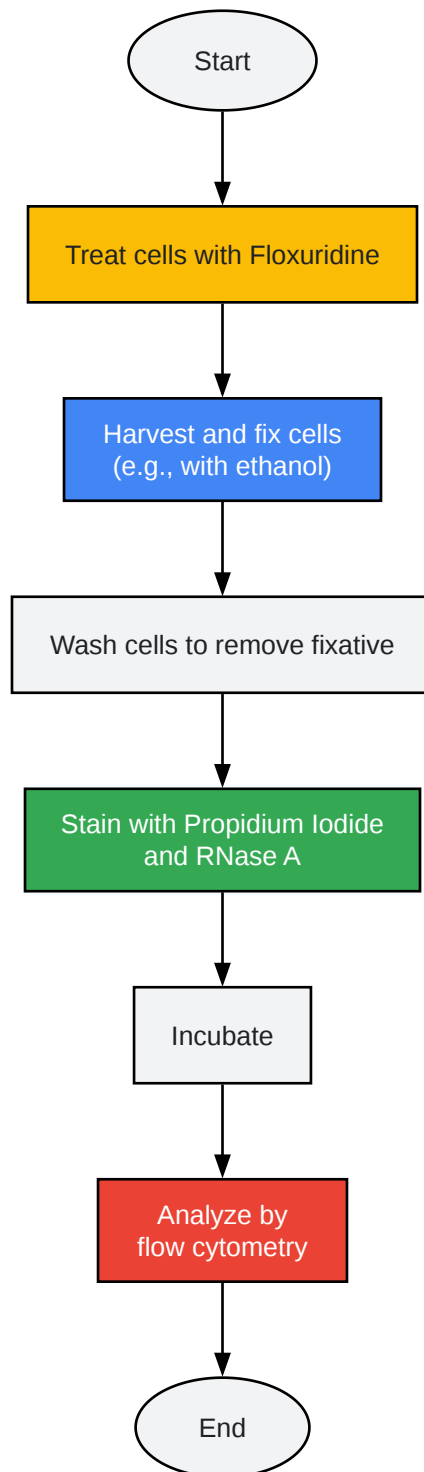 Start
Treat cells with Floxuridine
Harvest and fix cells
(e.g., with ethanol)
Wash cells to remove fixative
Stain with Propidium Iodide
and RNase A
Incubate
Analyze by
flow cytometry
End